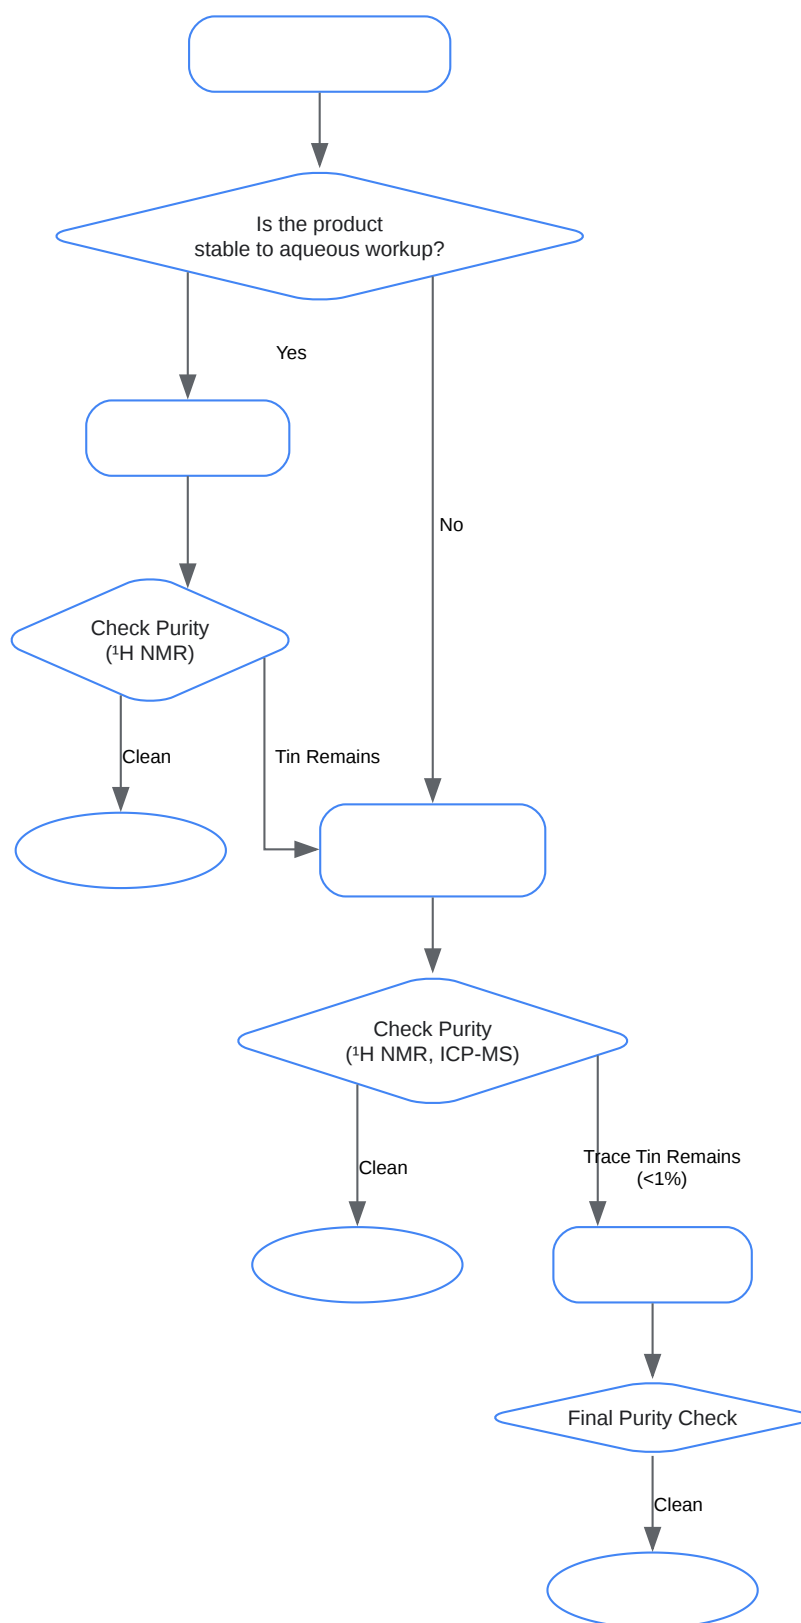 Is the product
stable to aqueous workup?
Yes
No
Check Purity
(¹H NMR)
Clean
Tin Remains
Check Purity
(¹H NMR, ICP-MS)
Clean
Trace Tin Remains
(<1%)
Final Purity Check
Clean